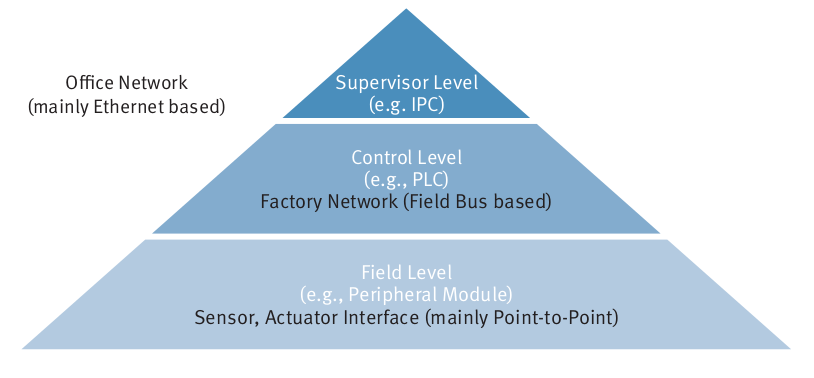 Office Network
(mainly Ethernet based)
Supervisor Level
(e.g. IPC)
Control Level
(e.g., PLC)
Factory Network (Field Bus based)
Field Level
(e.g., Peripheral Module)
Sensor, Actuator Interface (mainly Point-to-Point)